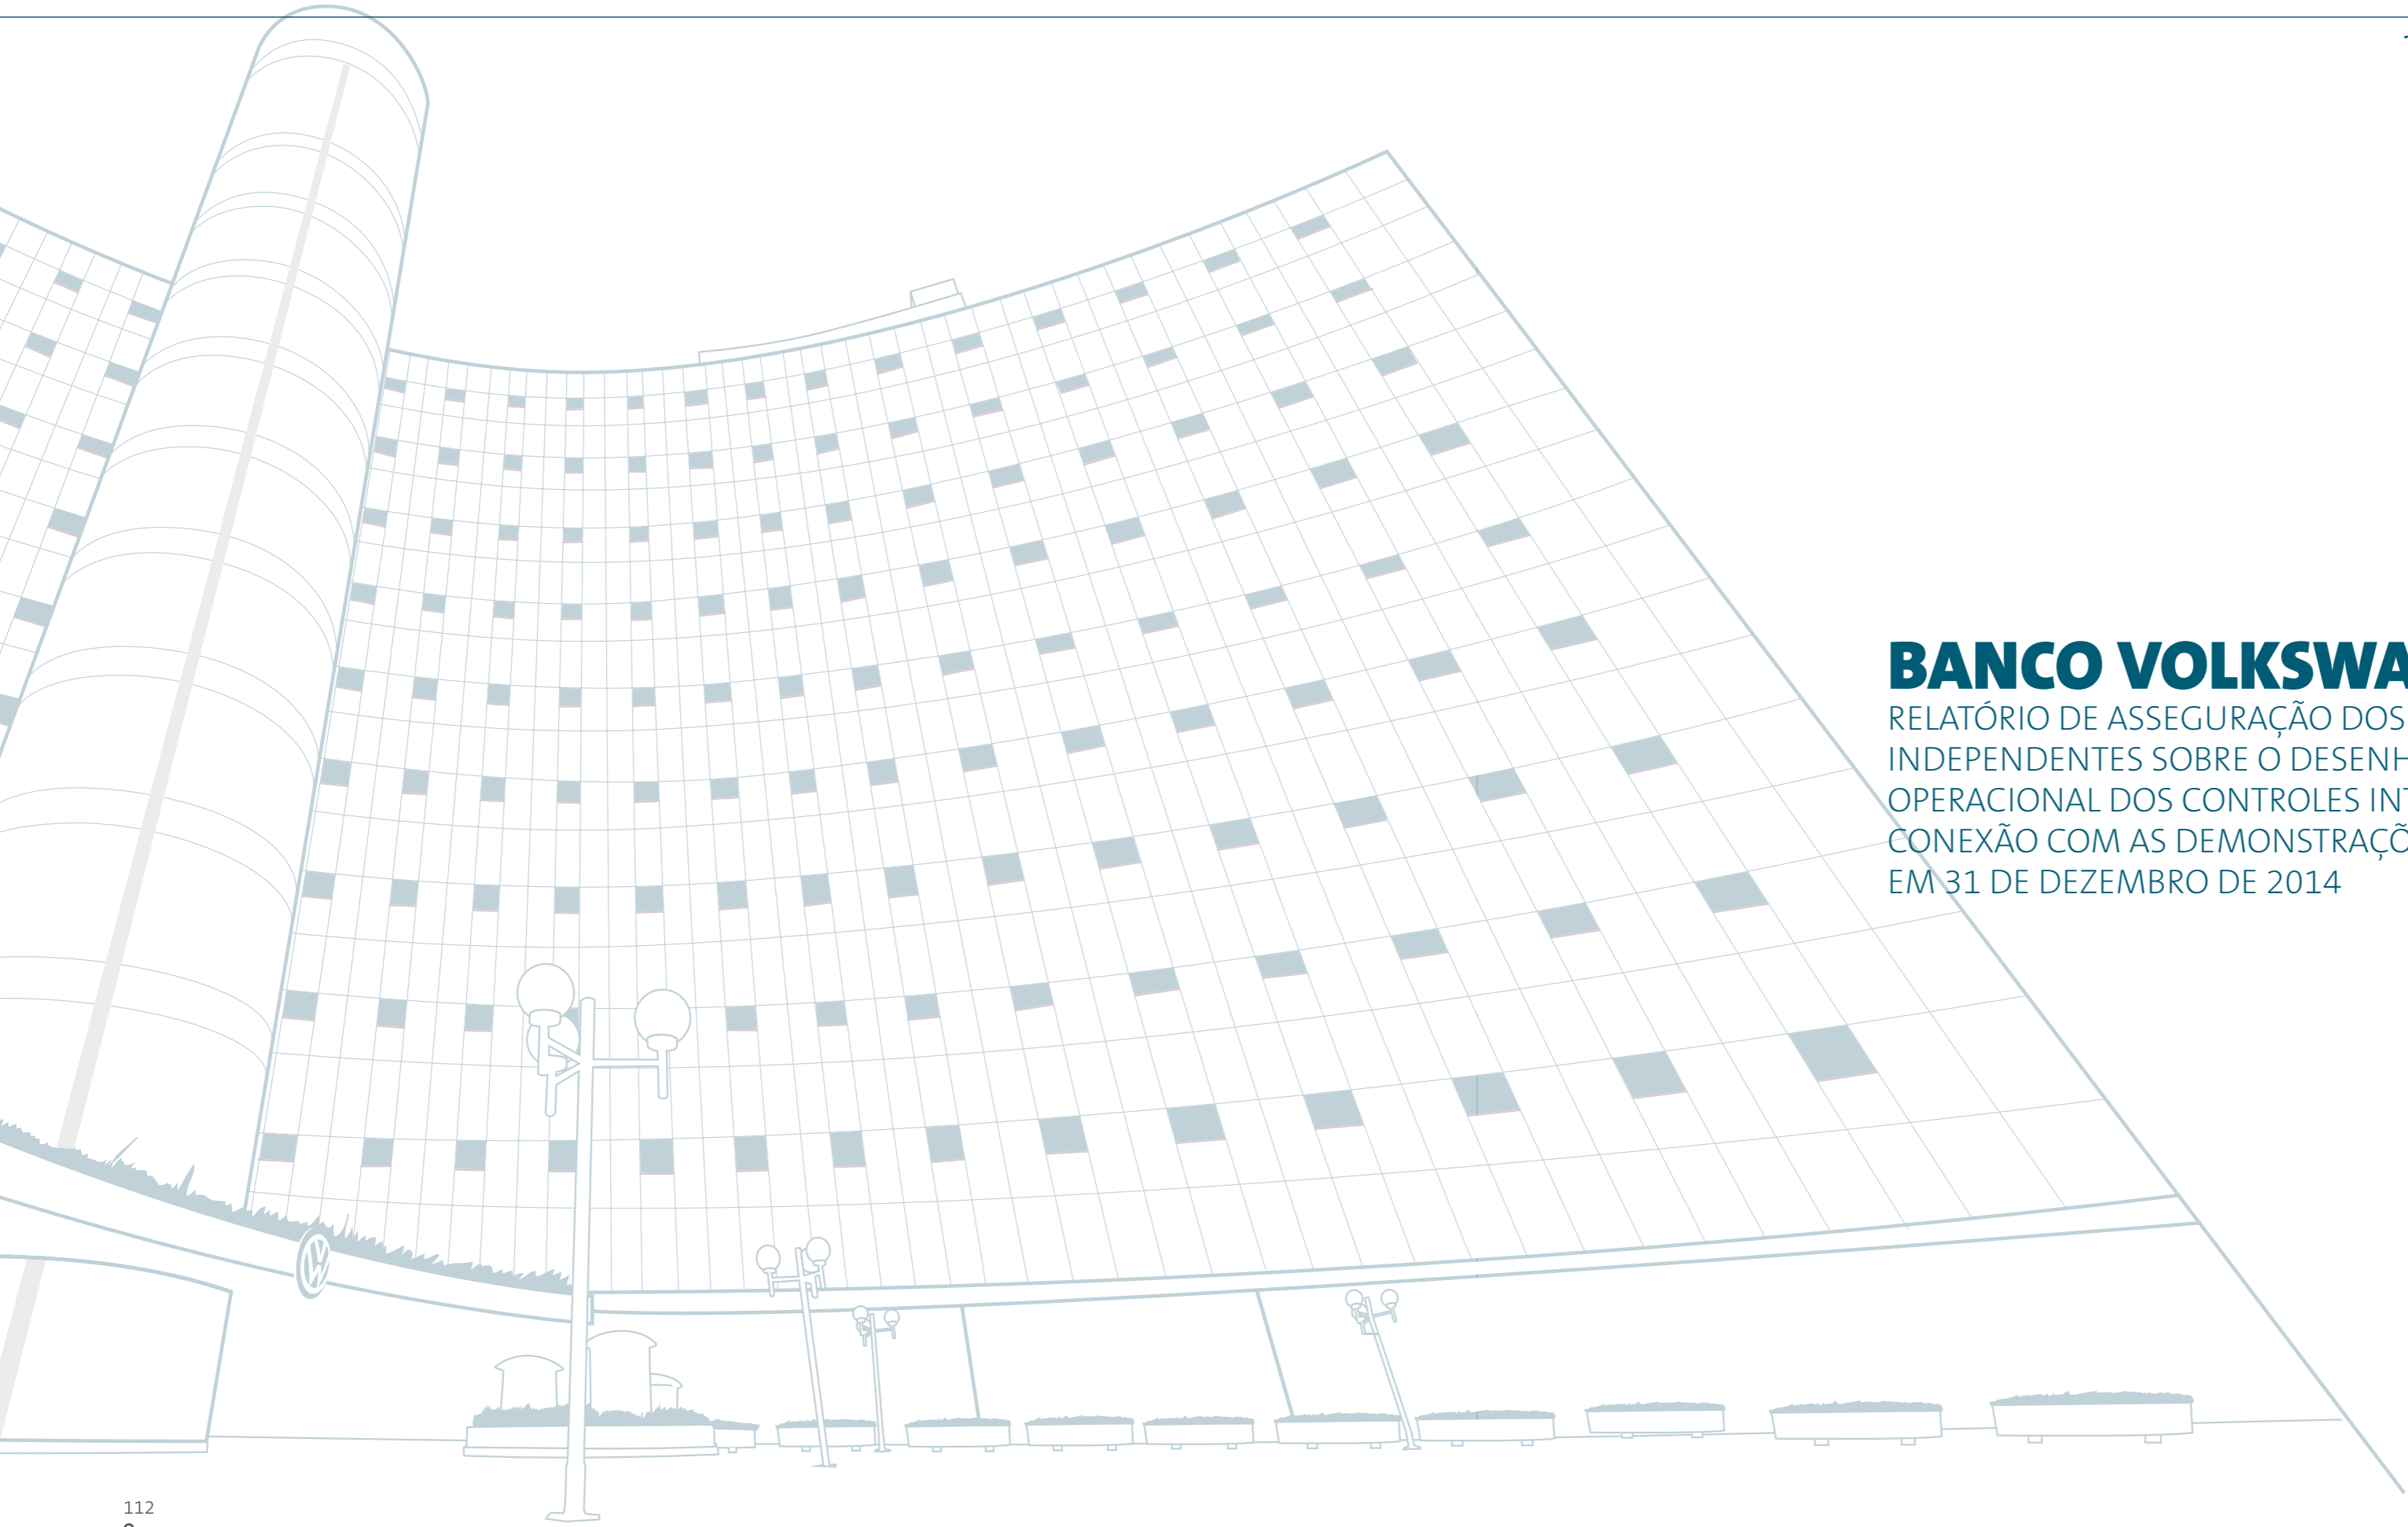 BANCO VOLKSWA
RELATÓRIO DE ASSEGURAÇÃO DOS
INDEPENDENTES SOBRE O DESENH
OPERACIONAL DOS CONTROLES INT
CONEXÃO COM AS DEMONSTRAÇÕ
EM 31 DE DEZEMBRO DE 2014
112